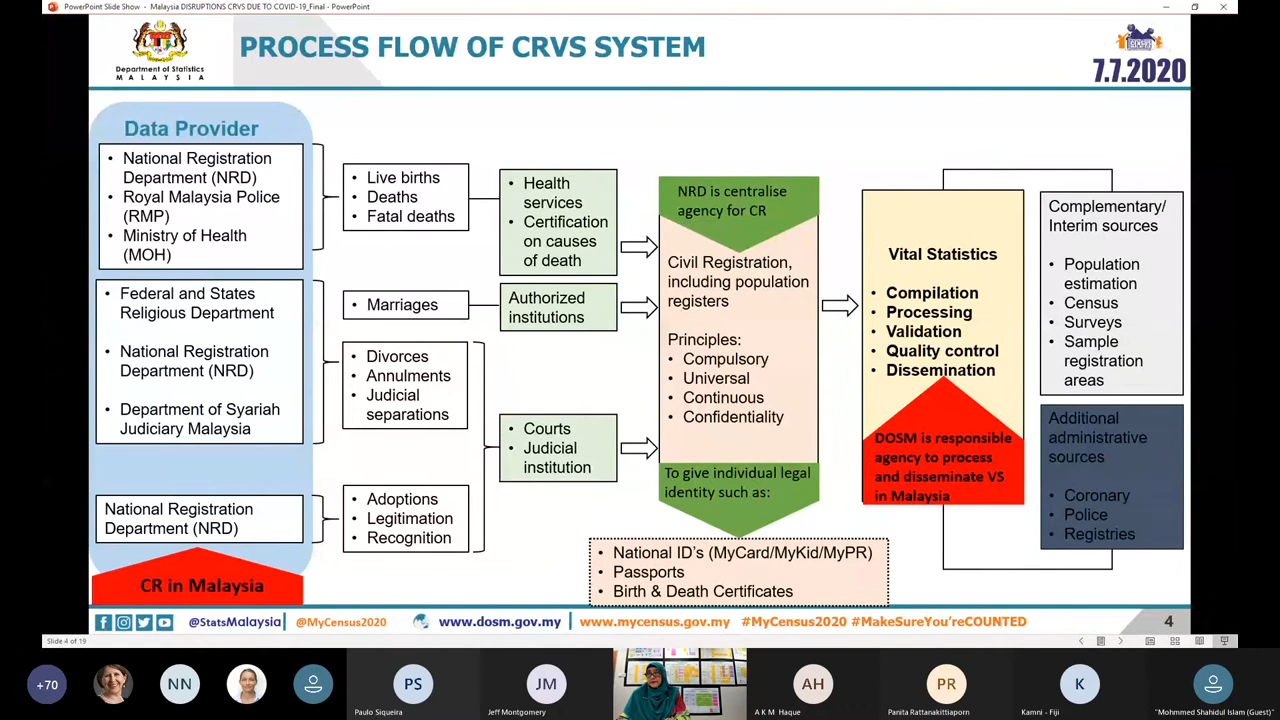 PowerPoint Slide Show - Malaysia DISRUPTIONS CRVS DUE TO COVID-19_Final - PowerPoint
Department of Statistics
MALAYSIA
PROCESS FLOW OF CRVS SYSTEM
7.7.2020
Data Provider
• National Registration
Department (NRD)
• Royal Malaysia Police
(RMP)
• Ministry of Health
(MOH)
• Federal and States
Religious Department
• National Registration
Department (NRD)
• Department of Syariah
Judiciary Malaysia
National Registration
Department (NRD)
CR in Malaysia
• Live births
• Deaths
• Fatal deaths
• Marriages
• Divorces
• Annulments
• Judicial
separations
• Adoptions
• Legitimation
• Recognition
• Health
services
• Certification
on causes
of death
Authorized
institutions
• Courts
• Judicial
institution
NRD is centralise
agency for CR
Civil Registration,
including population
registers
Principles:
• Compulsory
• Universal
• Continuous
• Confidentiality
To give individual legal
identity such as:
• National ID's (MyCard/MyKid/MyPR)
• Passports
• Birth & Death Certificates
Vital Statistics
• Compilation
• Processing
• Validation
• Quality control
• Dissemination
DOSM is responsible
agency to process
and disseminate VS
in Malaysia
Complementary/
Interim sources
• Population
estimation
• Census
• Surveys
• Sample
registration
areas
Additional
administrative
sources
• Coronary
• Police
• Registries
@StatsMalaysia
@MyCensus2020
www.dosm.gov.my
www.mycensus.gov.my
#MyCensus2020 #MakeSureYou'reCOUNTED
4
Slide 4 of 19
+70
NN
PS
Paulo Siqueira
JM
Jeff Montgomery
AH
A K M Haque
PR
Panita Rattanakittiaporn
K
Kamni - Fiji
"Mohmmed Shahidul Islam (Guest)"